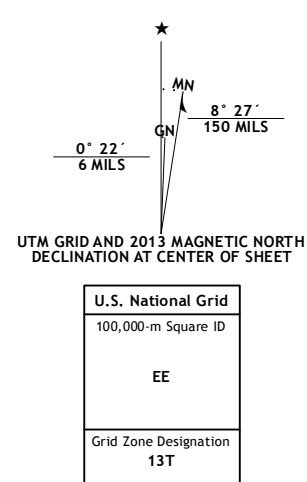 ★
MN
8° 27´
150 MILS
GN
0° 22´
6 MILS
UTM GRID AND 2013 MAGNETIC NORTH
DECLINATION AT CENTER OF SHEET
U.S. National Grid
100,000-m Square ID
EE
Grid Zone Designation
13T